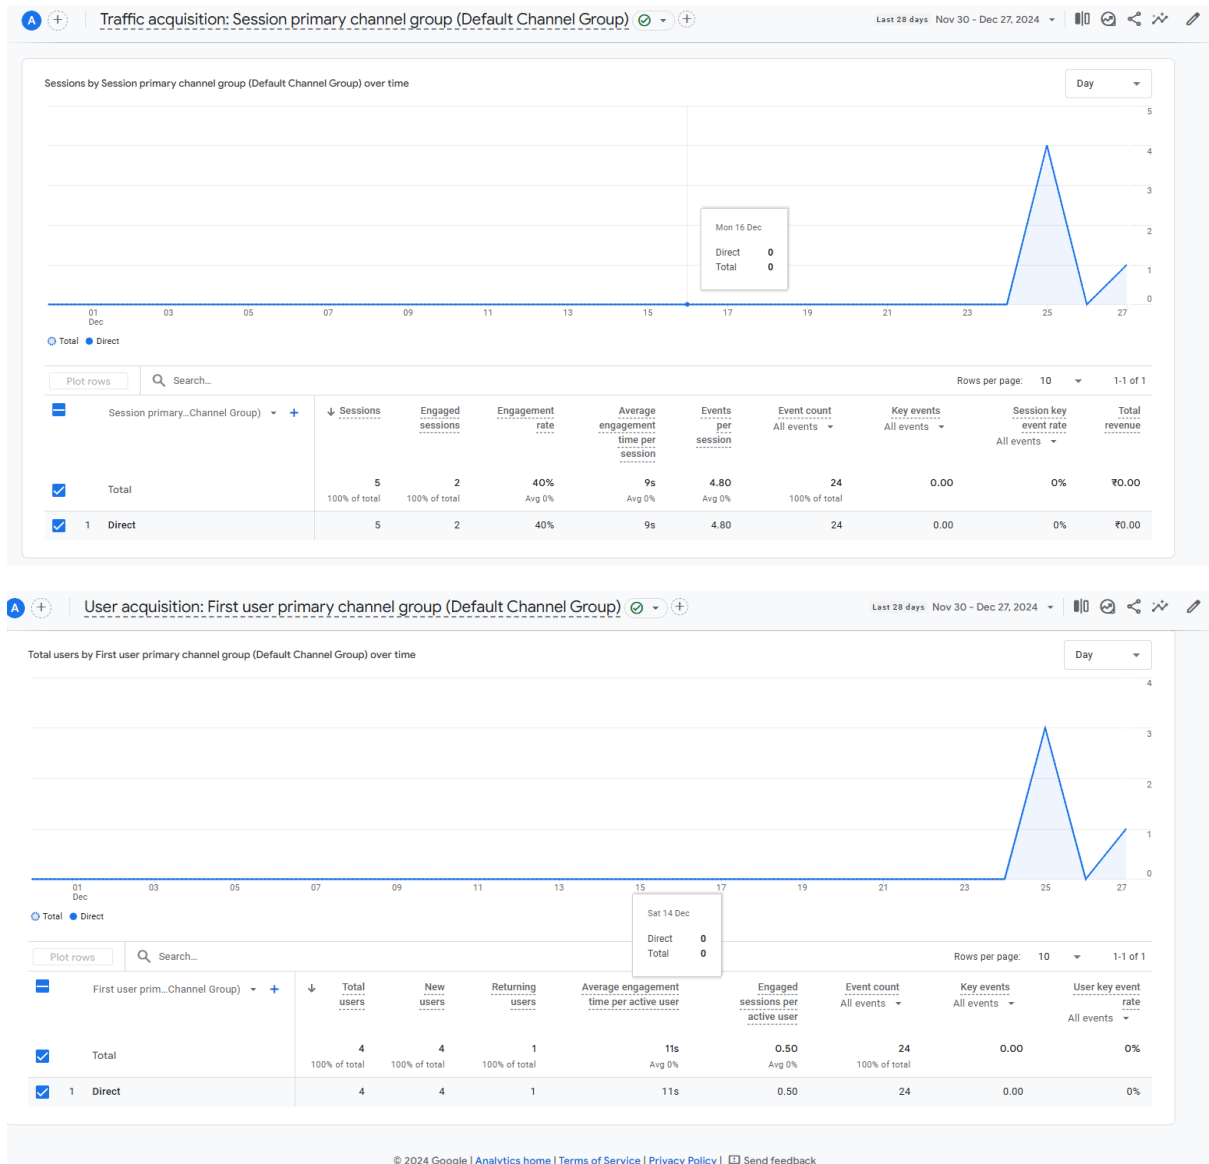 A
Traffic acquisition: Session primary channel group (Default Channel Group)
Last 28 days Nov 30 - Dec 27, 2024
Sessions by Session primary channel group (Default Channel Group) over time
Day
5
4
3
2
1
0
Mon 16 Dec
Direct 0
Total 0
01 03 05 07 09 11 13 15 17 19 21 23 25 27
Dec
Total Direct
Plot rows Search... Rows per page: 10 1-1 of 1
Session primary...Channel Group) + ↓ Sessions Engaged sessions Engagement rate Average engagement time per session Events per session Event count All events Key events All events Session key event rate All events Total revenue
Total 5 2 40% 9s 4.80 24 0.00 0% ₹0.00
100% of total 100% of total Avg 0% Avg 0% Avg 0% 100% of total
1 Direct 5 2 40% 9s 4.80 24 0.00 0% ₹0.00
A
User acquisition: First user primary channel group (Default Channel Group)
Last 28 days Nov 30 - Dec 27, 2024
Total users by First user primary channel group (Default Channel Group) over time
Day
4
3
2
1
0
01 03 05 07 09 11 13 15 17 19 21 23 25 27
Dec
Sat 14 Dec
Direct 0
Total 0
Total Direct
Plot rows Search... Rows per page: 10 1-1 of 1
First user prim...Channel Group) + ↓ Total users New users Returning users Average engagement time per active user Engaged sessions per active user Event count All events Key events All events User key event rate All events
Total 4 4 1 11s 0.50 24 0.00 0%
100% of total 100% of total 100% of total Avg 0% Avg 0% 100% of total
1 Direct 4 4 1 11s 0.50 24 0.00 0%
© 2024 Google | Analytics home | Terms of Service | Privacy Policy | Send feedback